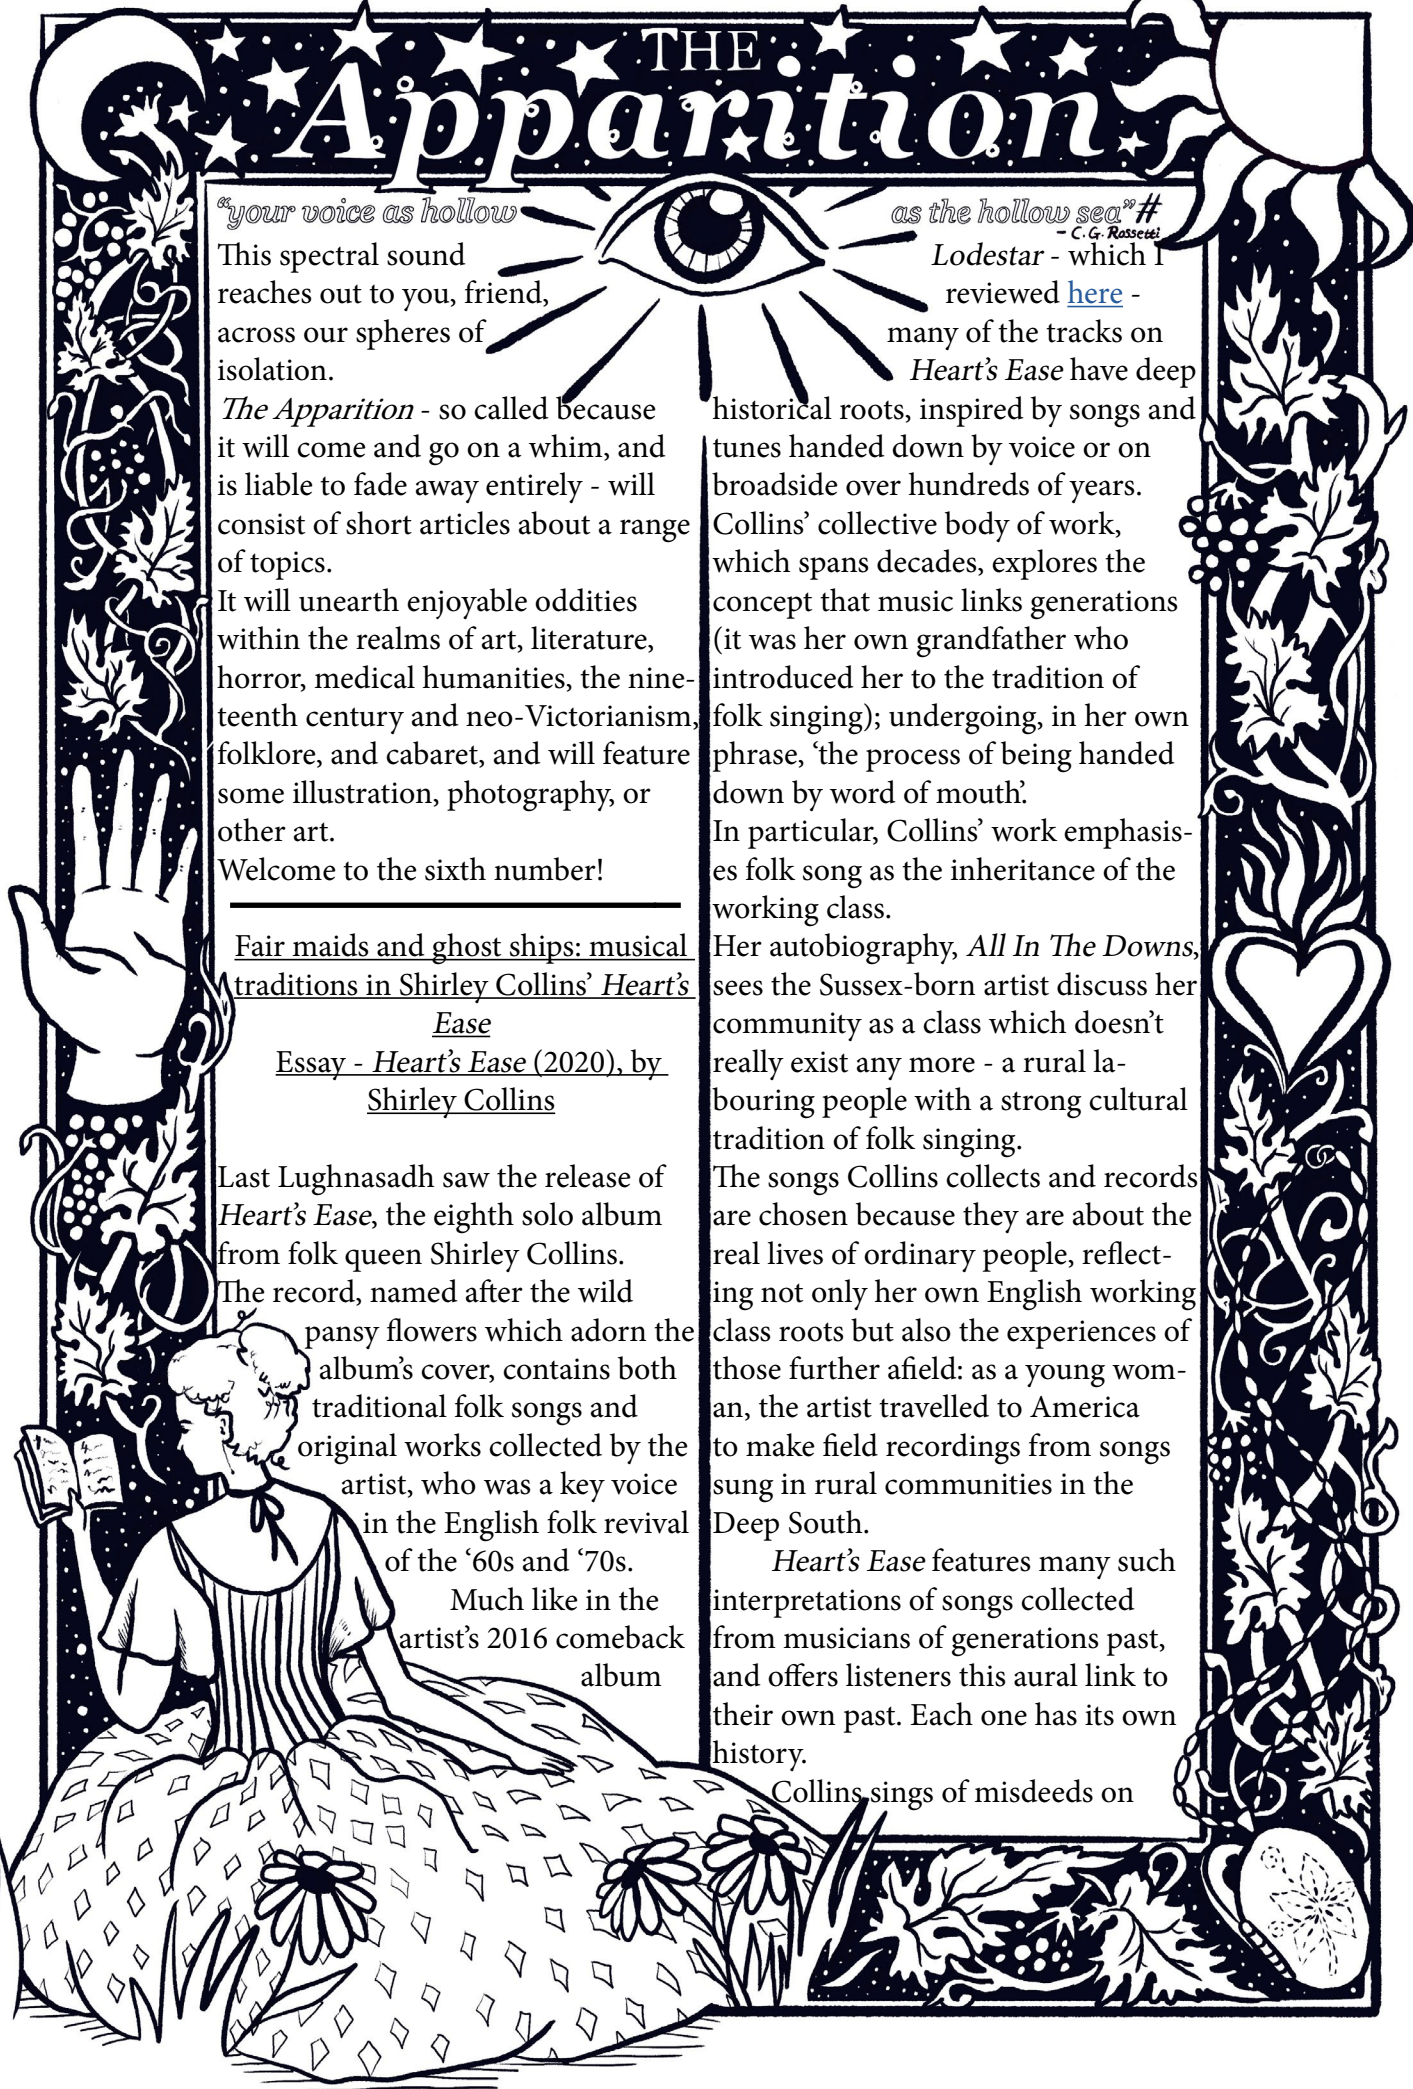 THE
Apparition
“your voice as hollow
as the hollow sea”#
- C.G. Rossetti
This spectral sound
reaches out to you, friend,
across our spheres of
isolation.
The Apparition - so called because
it will come and go on a whim, and
is liable to fade away entirely - will
consist of short articles about a range
of topics.
It will unearth enjoyable oddities
within the realms of art, literature,
horror, medical humanities, the nine-
teenth century and neo-Victorianism,
folklore, and cabaret, and will feature
some illustration, photography, or
other art.
Welcome to the sixth number!
Fair maids and ghost ships: musical
traditions in Shirley Collins’ Heart’s
Ease
Essay - Heart’s Ease (2020), by
Shirley Collins
Last Lughnasadh saw the release of
Heart’s Ease, the eighth solo album
from folk queen Shirley Collins.
The record, named after the wild
pansy flowers which adorn the
album’s cover, contains both
traditional folk songs and
original works collected by the
artist, who was a key voice
in the English folk revival
of the ‘60s and ‘70s.
Much like in the
artist’s 2016 comeback
album
Lodestar - which I
reviewed here -
many of the tracks on
Heart’s Ease have deep
historical roots, inspired by songs and
tunes handed down by voice or on
broadside over hundreds of years.
Collins’ collective body of work,
which spans decades, explores the
concept that music links generations
(it was her own grandfather who
introduced her to the tradition of
folk singing); undergoing, in her own
phrase, ‘the process of being handed
down by word of mouth’.
In particular, Collins’ work emphasis-
es folk song as the inheritance of the
working class.
Her autobiography, All In The Downs,
sees the Sussex-born artist discuss her
community as a class which doesn’t
really exist any more - a rural la-
bouring people with a strong cultural
tradition of folk singing.
The songs Collins collects and records
are chosen because they are about the
real lives of ordinary people, reflect-
ing not only her own English working
class roots but also the experiences of
those further afield: as a young wom-
an, the artist travelled to America
to make field recordings from songs
sung in rural communities in the
Deep South.
Heart’s Ease features many such
interpretations of songs collected
from musicians of generations past,
and offers listeners this aural link to
their own past. Each one has its own
history.
Collins sings of misdeeds on